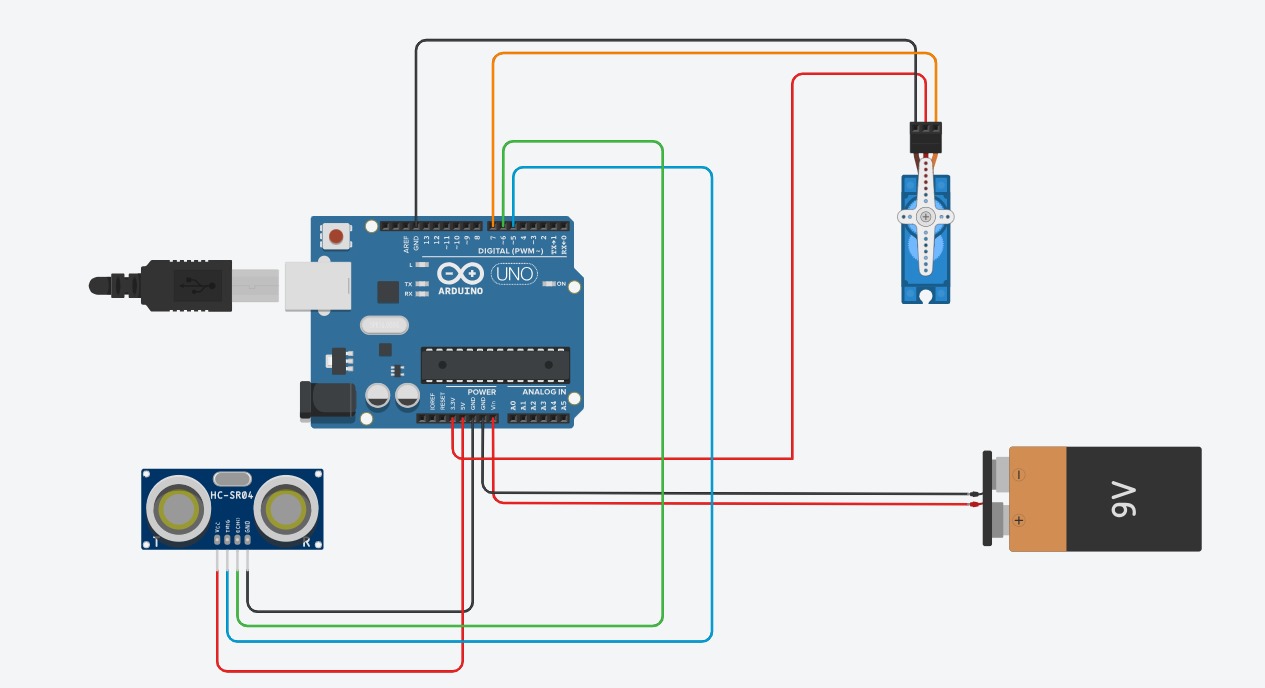 AREF
GND
13
12
~11
~10
~9
8
7
~6
~5
4
~3
2
TX→1
RX←0
DIGITAL (PWM~)
L
TX
RX
ARDUINO
UNO
ON
POWER
ANALOG IN
IOREF
RESET
3.3V
5V
GND
GND
Vin
A0
A1
A2
A3
A4
A5
HC-SR04
VCC
TRIG
ECHO
GND
T
R
−
+
9V